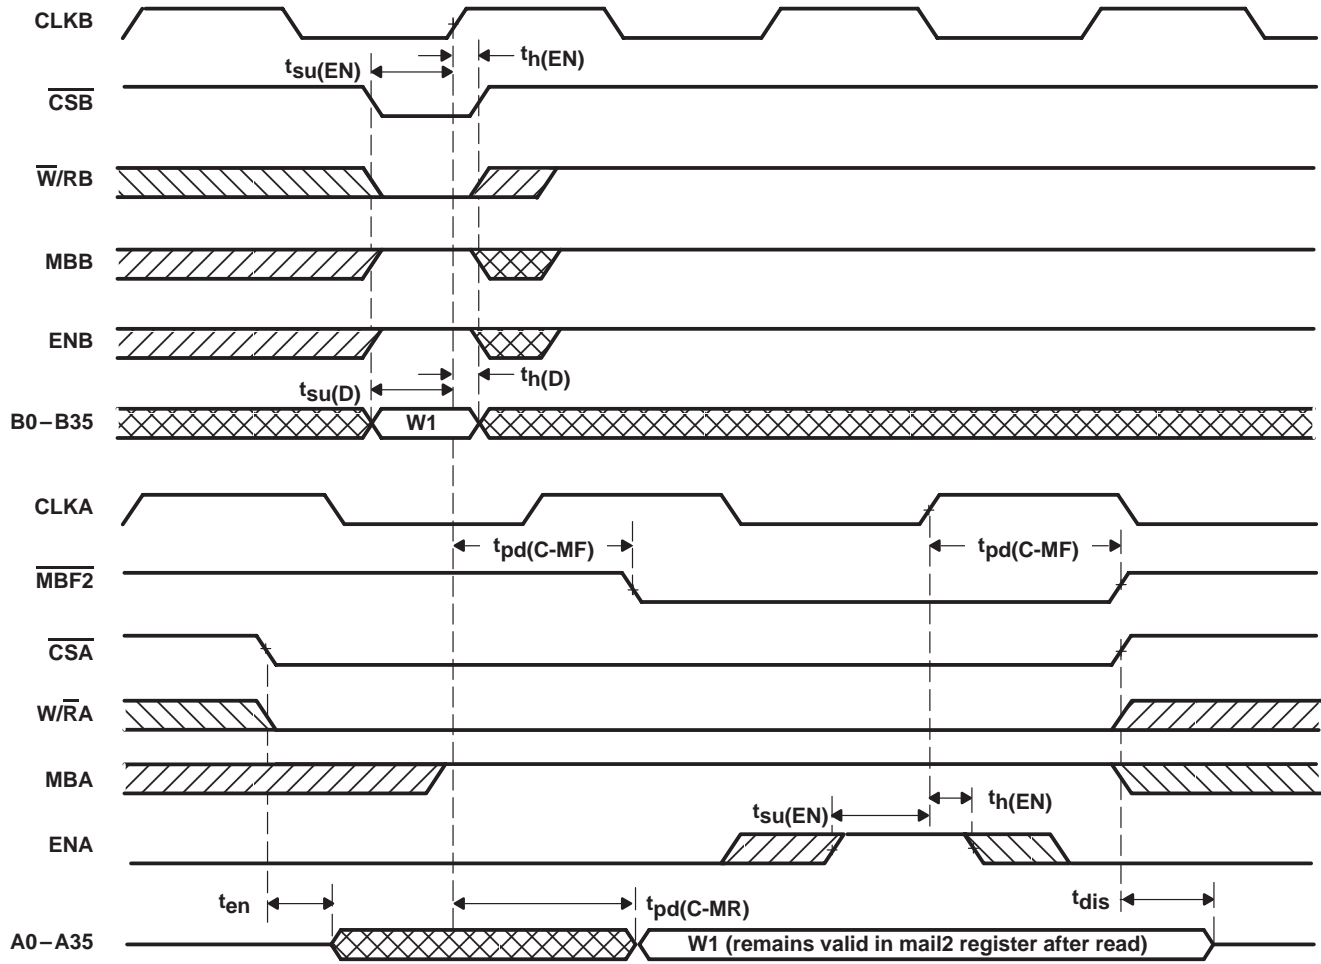 CLKB
tsu(EN)
th(EN)
CSB
W/RB
MBB
ENB
tsu(D)
th(D)
B0–B35
W1
CLKA
tpd(C-MF)
tpd(C-MF)
MBF2
CSA
W/RA
MBA
tsu(EN)
th(EN)
ENA
ten
tpd(C-MR)
tdis
A0–A35
W1 (remains valid in mail2 register after read)